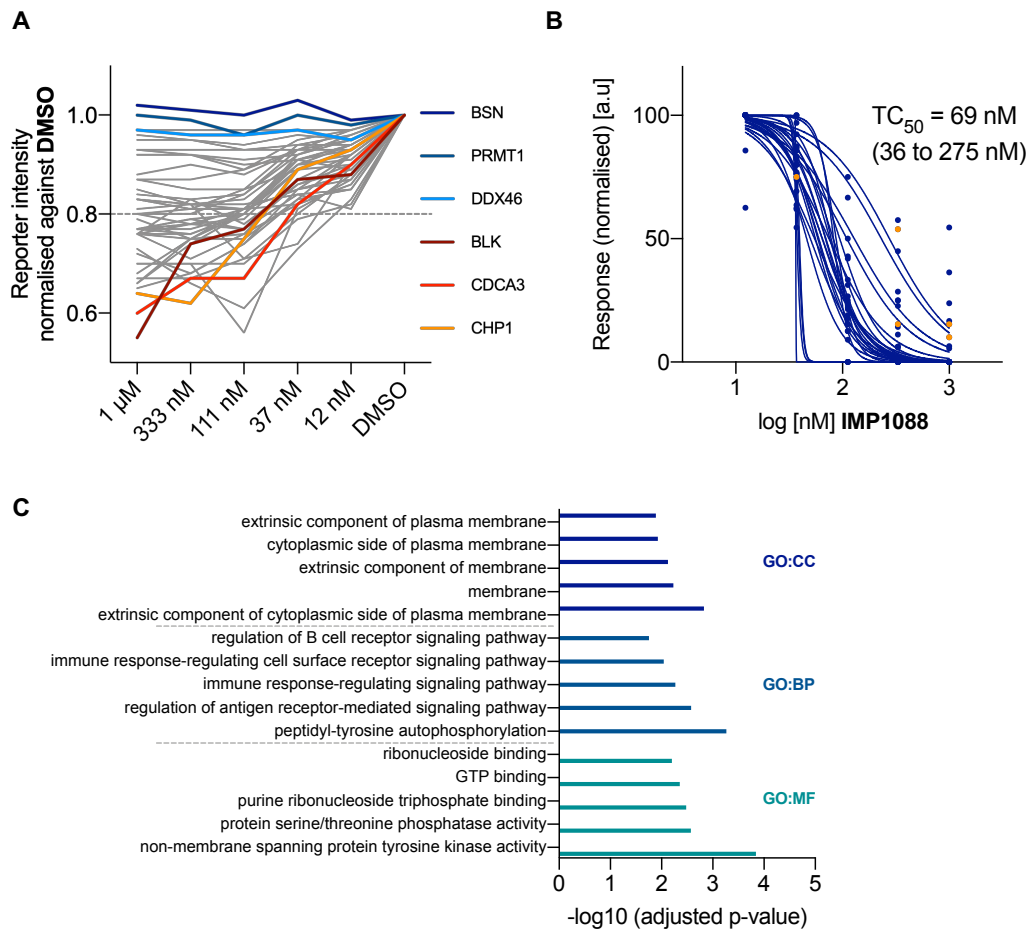 A
Reporter intensity
normalised against DMSO
1.0
0.8
0.6
1 µM
333 nM
111 nM
37 nM
12 nM
DMSO
BSN
PRMT1
DDX46
BLK
CDCA3
CHP1
B
Response (normalised) [a.u]
100
50
0
1
2
3
log [nM] IMP1088
TC50 = 69 nM
(36 to 275 nM)
C
extrinsic component of plasma membrane
cytoplasmic side of plasma membrane
extrinsic component of membrane
membrane
extrinsic component of cytoplasmic side of plasma membrane
GO:CC
regulation of B cell receptor signaling pathway
immune response-regulating cell surface receptor signaling pathway
immune response-regulating signaling pathway
regulation of antigen receptor-mediated signaling pathway
peptidyl-tyrosine autophosphorylation
GO:BP
ribonucleoside binding
GTP binding
purine ribonucleoside triphosphate binding
protein serine/threonine phosphatase activity
non-membrane spanning protein tyrosine kinase activity
GO:MF
0 1 2 3 4 5
-log10 (adjusted p-value)